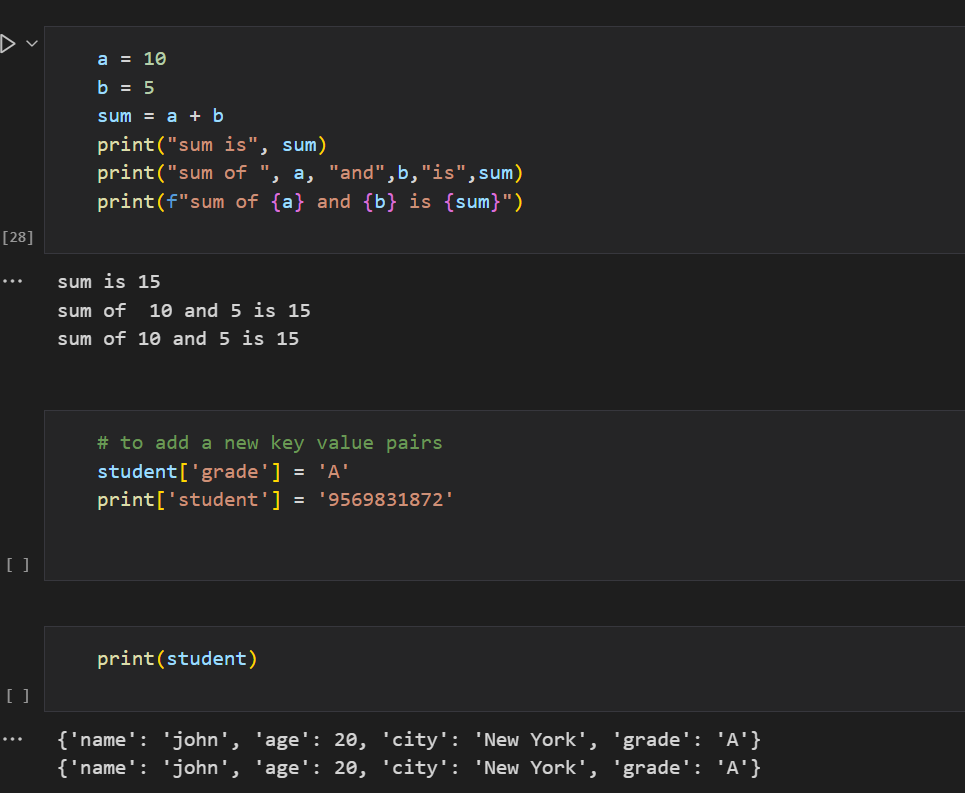 a = 10
b = 5
sum = a + b
print("sum is", sum)
print("sum of ", a, "and",b,"is",sum)
print(f"sum of {a} and {b} is {sum}")
[28]
... sum is 15
sum of  10 and 5 is 15
sum of 10 and 5 is 15
# to add a new key value pairs
student['grade'] = 'A'
print['student'] = '9569831872'
[ ]
print(student)
[ ]
... {'name': 'john', 'age': 20, 'city': 'New York', 'grade': 'A'}
{'name': 'john', 'age': 20, 'city': 'New York', 'grade': 'A'}